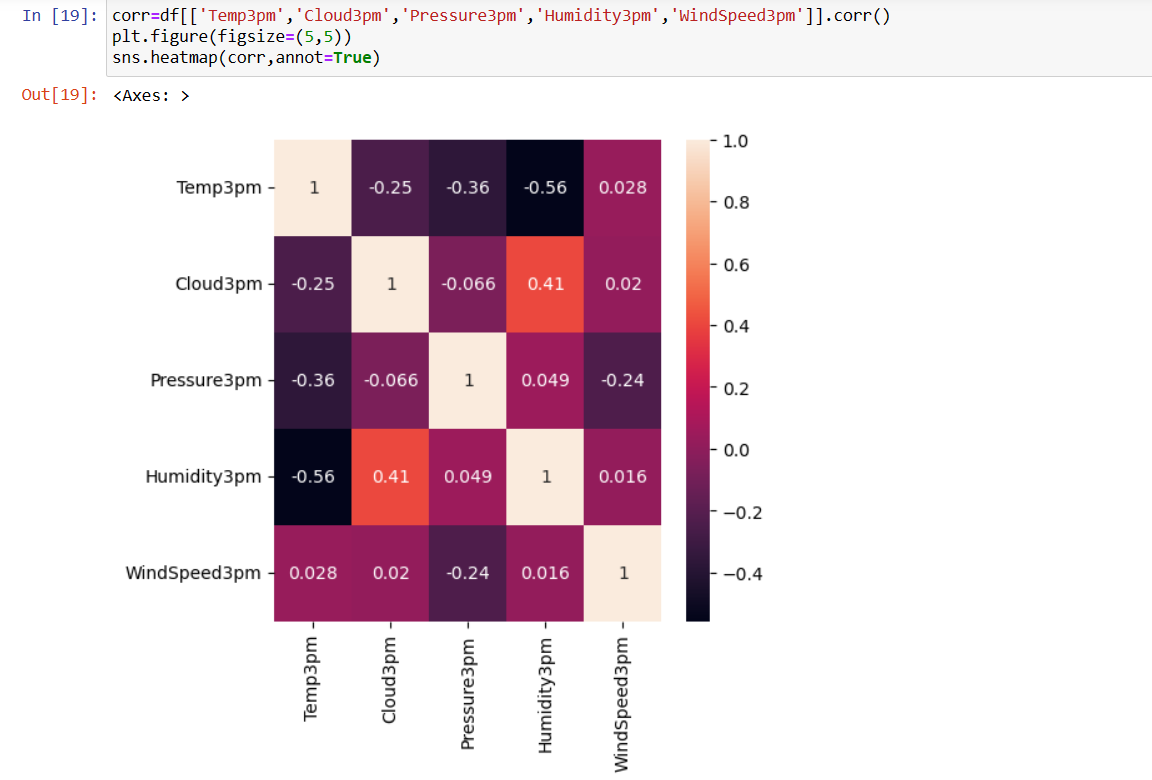 In [19]: corr=df[['Temp3pm','Cloud3pm','Pressure3pm','Humidity3pm','WindSpeed3pm']].corr()
plt.figure(figsize=(5,5))
sns.heatmap(corr,annot=True)
Out[19]: <Axes: >
Temp3pm 1 -0.25 -0.36 -0.56 0.028
Cloud3pm -0.25 1 -0.066 0.41 0.02
Pressure3pm -0.36 -0.066 1 0.049 -0.24
Humidity3pm -0.56 0.41 0.049 1 0.016
WindSpeed3pm 0.028 0.02 -0.24 0.016 1
Temp3pm
Cloud3pm
Pressure3pm
Humidity3pm
WindSpeed3pm
1.0
0.8
0.6
0.4
0.2
0.0
−0.2
−0.4